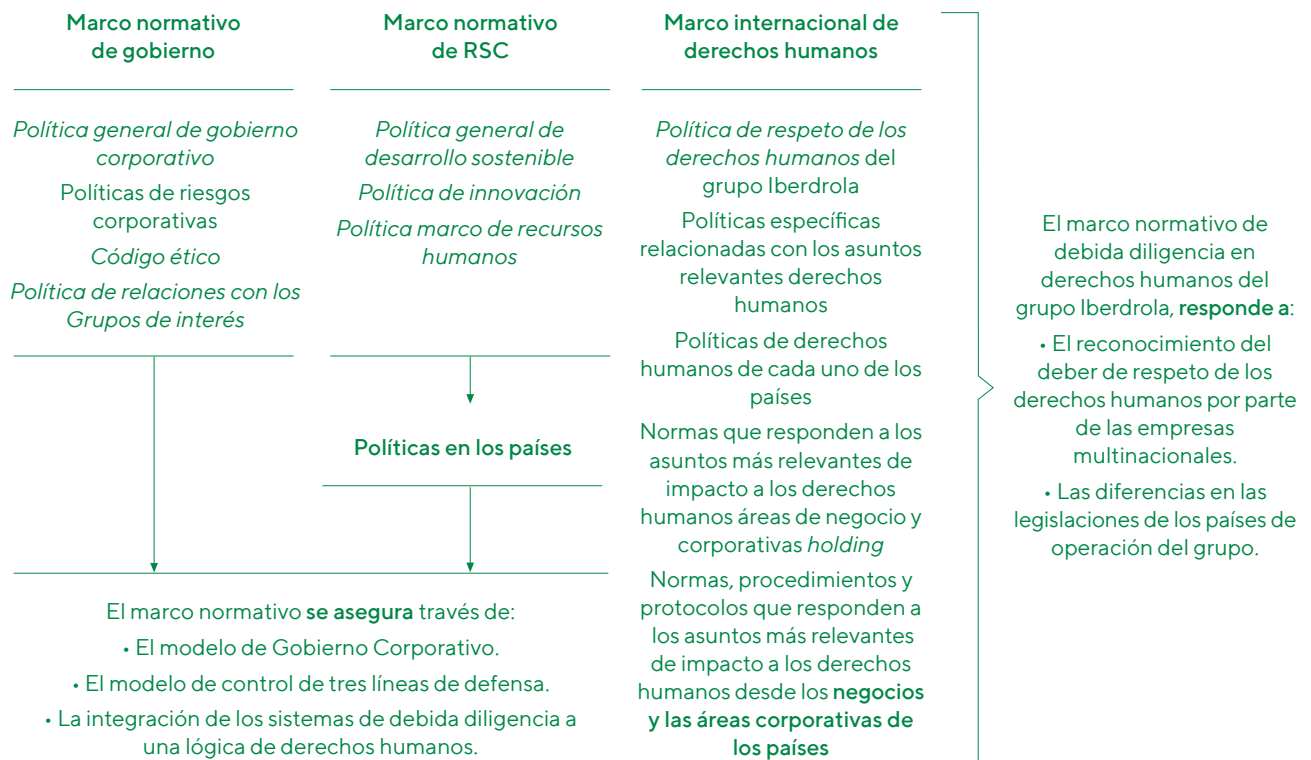 Marco normativo
de gobierno
Política general de gobierno
corporativo
Políticas de riesgos
corporativas
Código ético
Política de relaciones con los
Grupos de interés
Marco normativo
de RSC
Política general de
desarrollo sostenible
Política de innovación
Política marco de recursos
humanos
Políticas en los países
El marco normativo se asegura través de:
• El modelo de Gobierno Corporativo.
• El modelo de control de tres líneas de defensa.
• La integración de los sistemas de debida diligencia a
una lógica de derechos humanos.
Marco internacional de
derechos humanos
Política de respeto de los
derechos humanos del
grupo Iberdrola
Políticas específicas
relacionadas con los asuntos
relevantes derechos
humanos
Políticas de derechos
humanos de cada uno de los
países
Normas que responden a los
asuntos más relevantes de
impacto a los derechos
humanos áreas de negocio y
corporativas holding
Normas, procedimientos y
protocolos que responden a
los asuntos más relevantes
de impacto a los derechos
humanos desde los negocios
y las áreas corporativas de
los países
El marco normativo de
debida diligencia en
derechos humanos del
grupo Iberdrola, responde a:
• El reconocimiento del
deber de respeto de los
derechos humanos por parte
de las empresas
multinacionales.
• Las diferencias en las
legislaciones de los países de
operación del grupo.